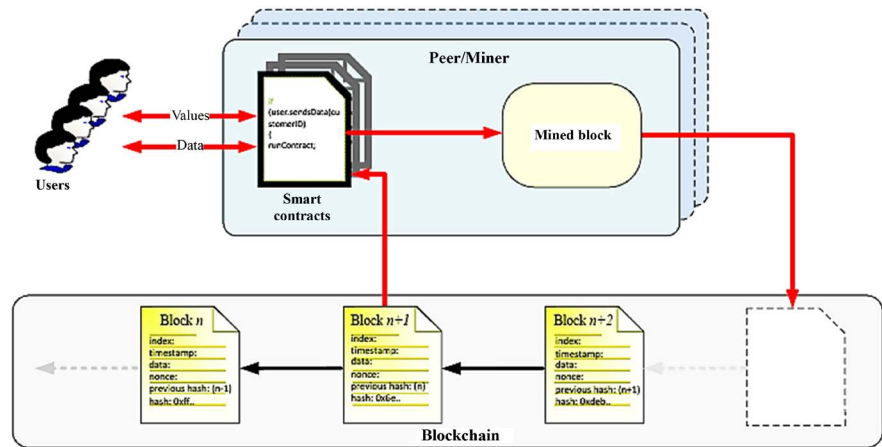 Peer/Miner
Values
Data
Users
if
(user.sendsData(cu
stomerID)
{
runContract;
Smart
contracts
Mined block
Block n
index:
timestamp:
data:
nonce:
previous hash: (n-1)
hash: 0xff..
Block n+1
index:
timestamp:
data:
nonce:
previous hash: (n)
hash: 0x6e..
Block n+2
index:
timestamp:
data:
nonce:
previous hash: (n+1)
hash: 0xdeb..
Blockchain